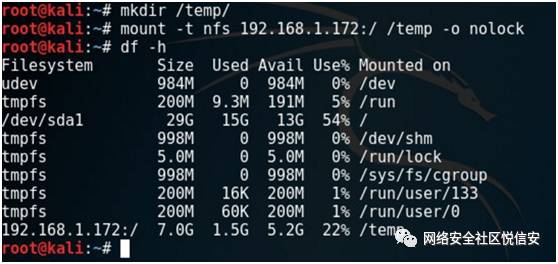 root@kali:~# mkdir /temp/
root@kali:~# mount -t nfs 192.168.1.172:/ /temp -o nolock
root@kali:~# df -h
Filesystem Size Used Avail Use% Mounted on
udev 984M 0 984M 0% /dev
tmpfs 200M 9.3M 191M 5% /run
/dev/sda1 29G 15G 13G 54% /
tmpfs 998M 0 998M 0% /dev/shm
tmpfs 5.0M 0 5.0M 0% /run/lock
tmpfs 998M 0 998M 0% /sys/fs/cgroup
tmpfs 200M 16K 200M 1% /run/user/133
tmpfs 200M 60K 200M 1% /run/user/0
192.168.1.172:/ 7.0G 1.5G 5.2G 22% /temp
root@kali:~#
网络安全社区悦信安